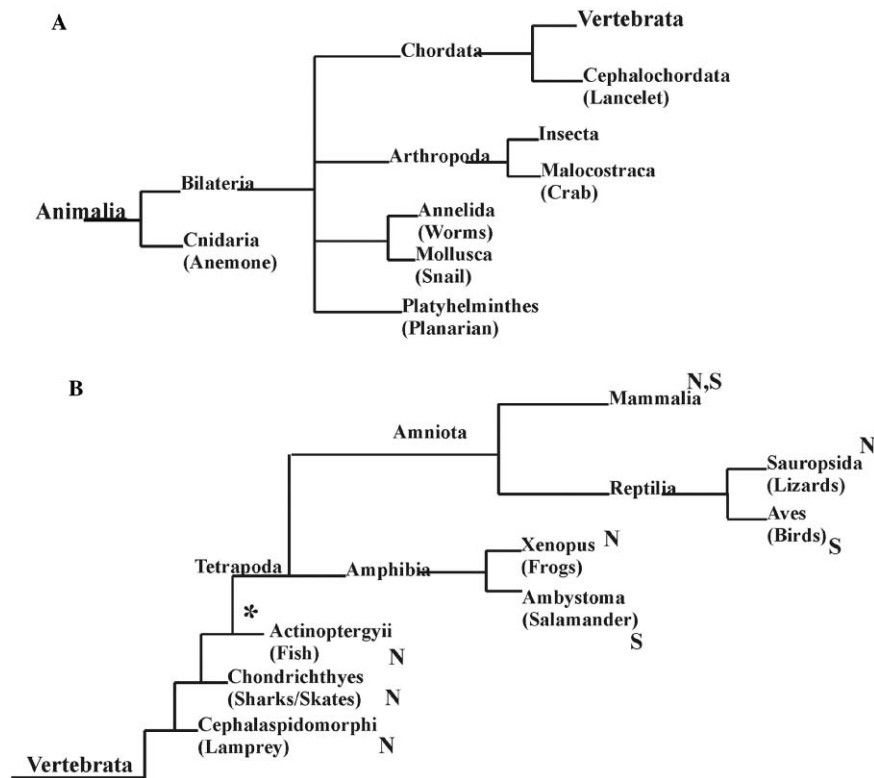 A
Vertebrata
Chordata
Cephalochordata
(Lancelet)
Insecta
Arthropoda
Malocostraca
(Crab)
Bilateria
Animalia
Annelida
(Worms)
Cnidaria
(Anemone)
Mollusca
(Snail)
Platyhelminthes
(Planarian)
B
Mammalia N,S
Amniota
Sauropsida N
(Lizards)
Reptilia
Aves
(Birds) S
Xenopus N
(Frogs)
Tetrapoda
Amphibia
Ambystoma
(Salamander)
S
*
Actinoptergyii
(Fish) N
Chondrichthyes
(Sharks/Skates) N
Cephalaspidomorphi
(Lamprey) N
Vertebrata